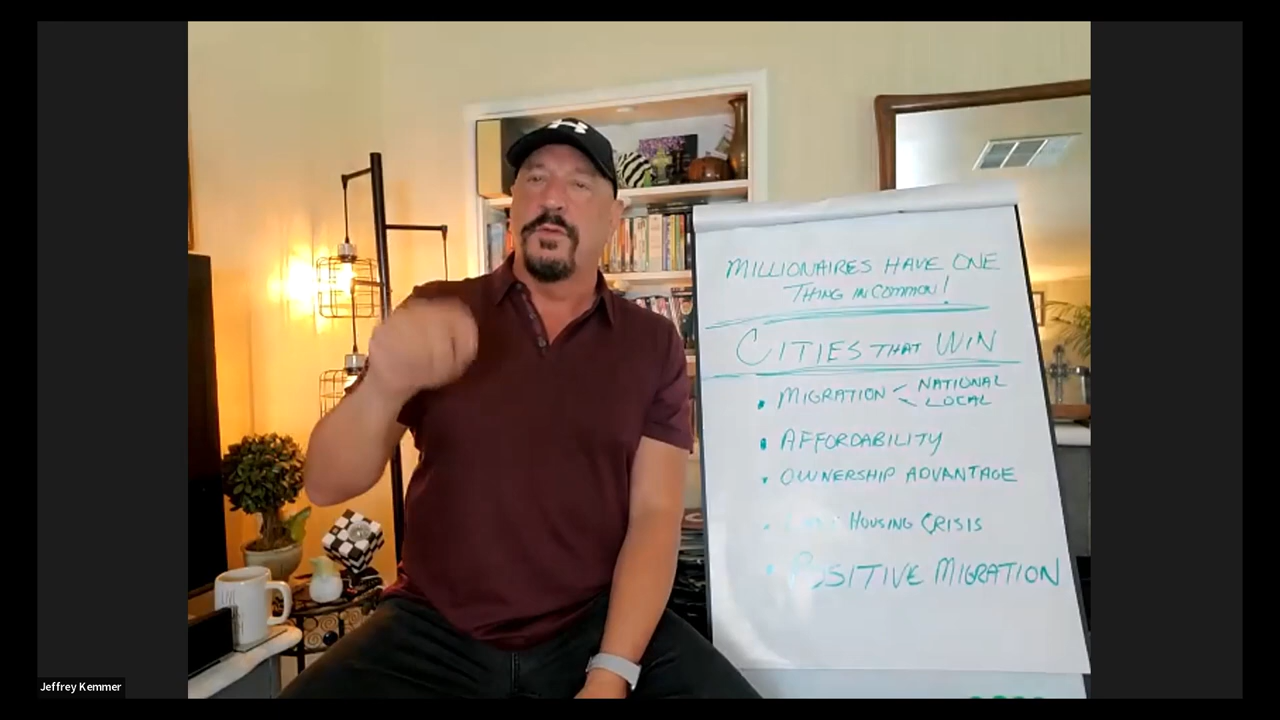 MILLIONAIRES HAVE ONE
THING IN COMMON!
CITIES THAT WIN
• MIGRATION < NATIONAL
LOCAL
• AFFORDABILITY
• OWNERSHIP ADVANTAGE
• HOUSING CRISIS
• POSITIVE MIGRATION
Jeffrey Kemmer